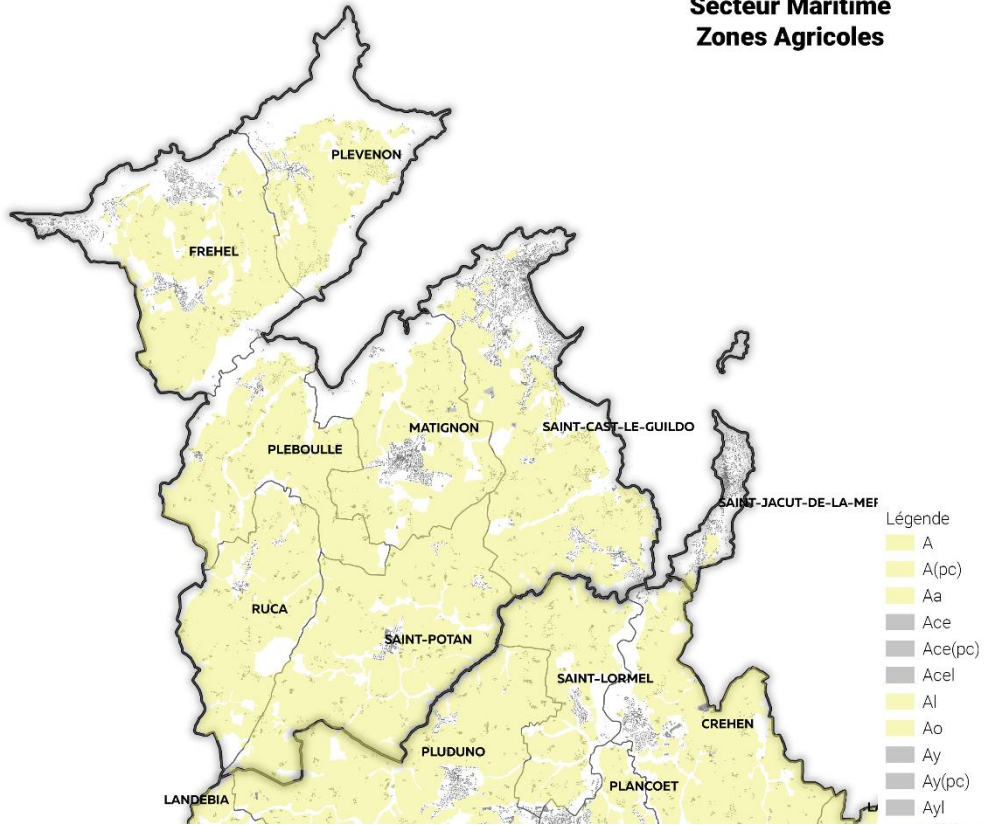 Secteur Maritime
Zones Agricoles
PLEVENON
FREHEL
MATIGNON
SAINT-CAST-LE-GUILDO
PLEBOULLE
SAINT-JACUT-DE-LA-MER
Légende
A
A(pc)
Aa
Ace
Ace(pc)
Acel
Al
Ao
Ay
Ay(pc)
Ayl
RUCA
SAINT-POTAN
SAINT-LORMEL
CREHEN
PLUDUNO
PLANCOET
LANDEBIA